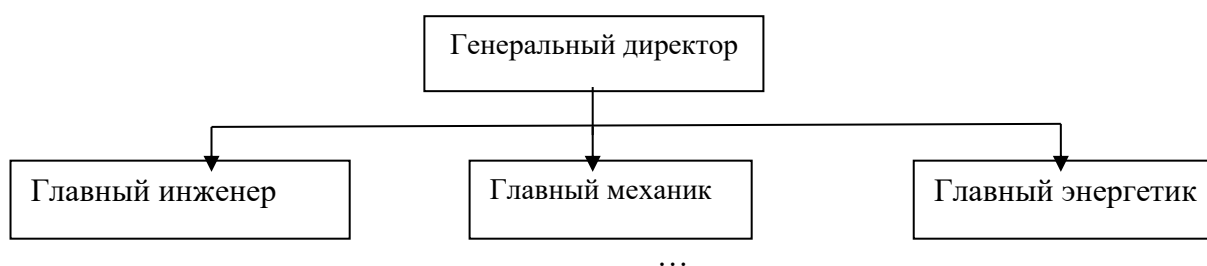 Генеральный директор
Главный инженер
Главный механик
Главный энергетик
…